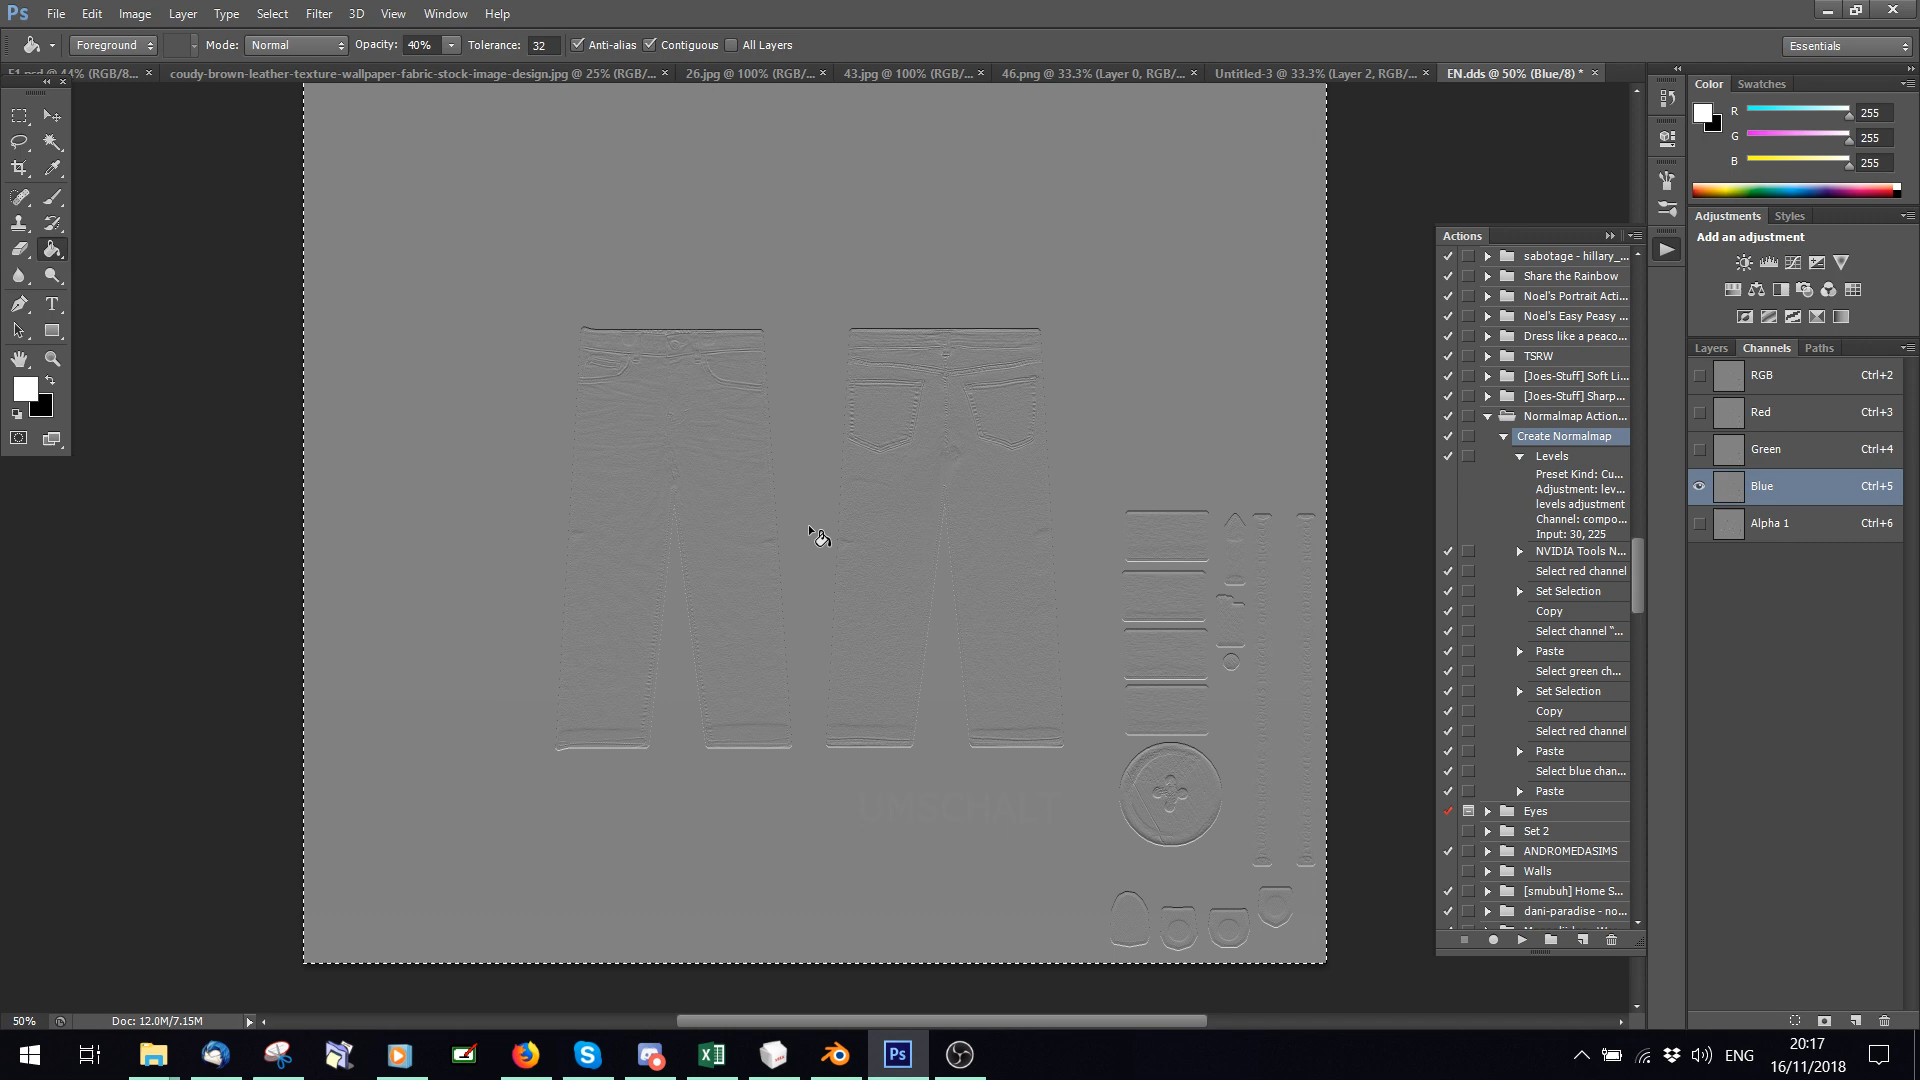 Ps File Edit Image Layer Type Select Filter 3D View Window Help
Foreground Mode: Normal Opacity: 40% Tolerance: 32 Anti-alias Contiguous All Layers Essentials
F1.psd @ 44% (RGB/8... × coudy-brown-leather-texture-wallpaper-fabric-stock-image-design.jpg @ 25% (RGB/... × 26.jpg @ 100% (RGB/... × 43.jpg @ 100% (RGB/... × 46.png @ 33.3% (Layer 0, RGB/... × Untitled-3 @ 33.3% (Layer 2, RGB/... × EN.dds @ 50% (Blue/8) * ×
Color Swatches
R 255
G 255
B 255
Adjustments Styles
Add an adjustment
Layers Channels Paths
RGB Ctrl+2
Red Ctrl+3
Green Ctrl+4
Blue Ctrl+5
Alpha 1 Ctrl+6
Actions
sabotage - hillary_...
Share the Rainbow
Noel's Portrait Acti...
Noel's Easy Peasy ...
Dress like a peaco...
TSRW
[Joes-Stuff] Soft Li...
[Joes-Stuff] Sharp...
Normalmap Action...
Create Normalmap
Levels
Preset Kind: Cu...
Adjustment: lev...
levels adjustment
Channel: compo...
Input: 30, 225
NVIDIA Tools N...
Select red channel
Set Selection
Copy
Select channel “...
Paste
Select green ch...
Set Selection
Copy
Select red channel
Paste
Select blue chan...
Paste
Eyes
Set 2
ANDROMEDASIMS
Walls
[smubuh] Home S...
dani-paradise - no...
UMSCHALT
50% Doc: 12.0M/7.15M
ENG
20:17
16/11/2018